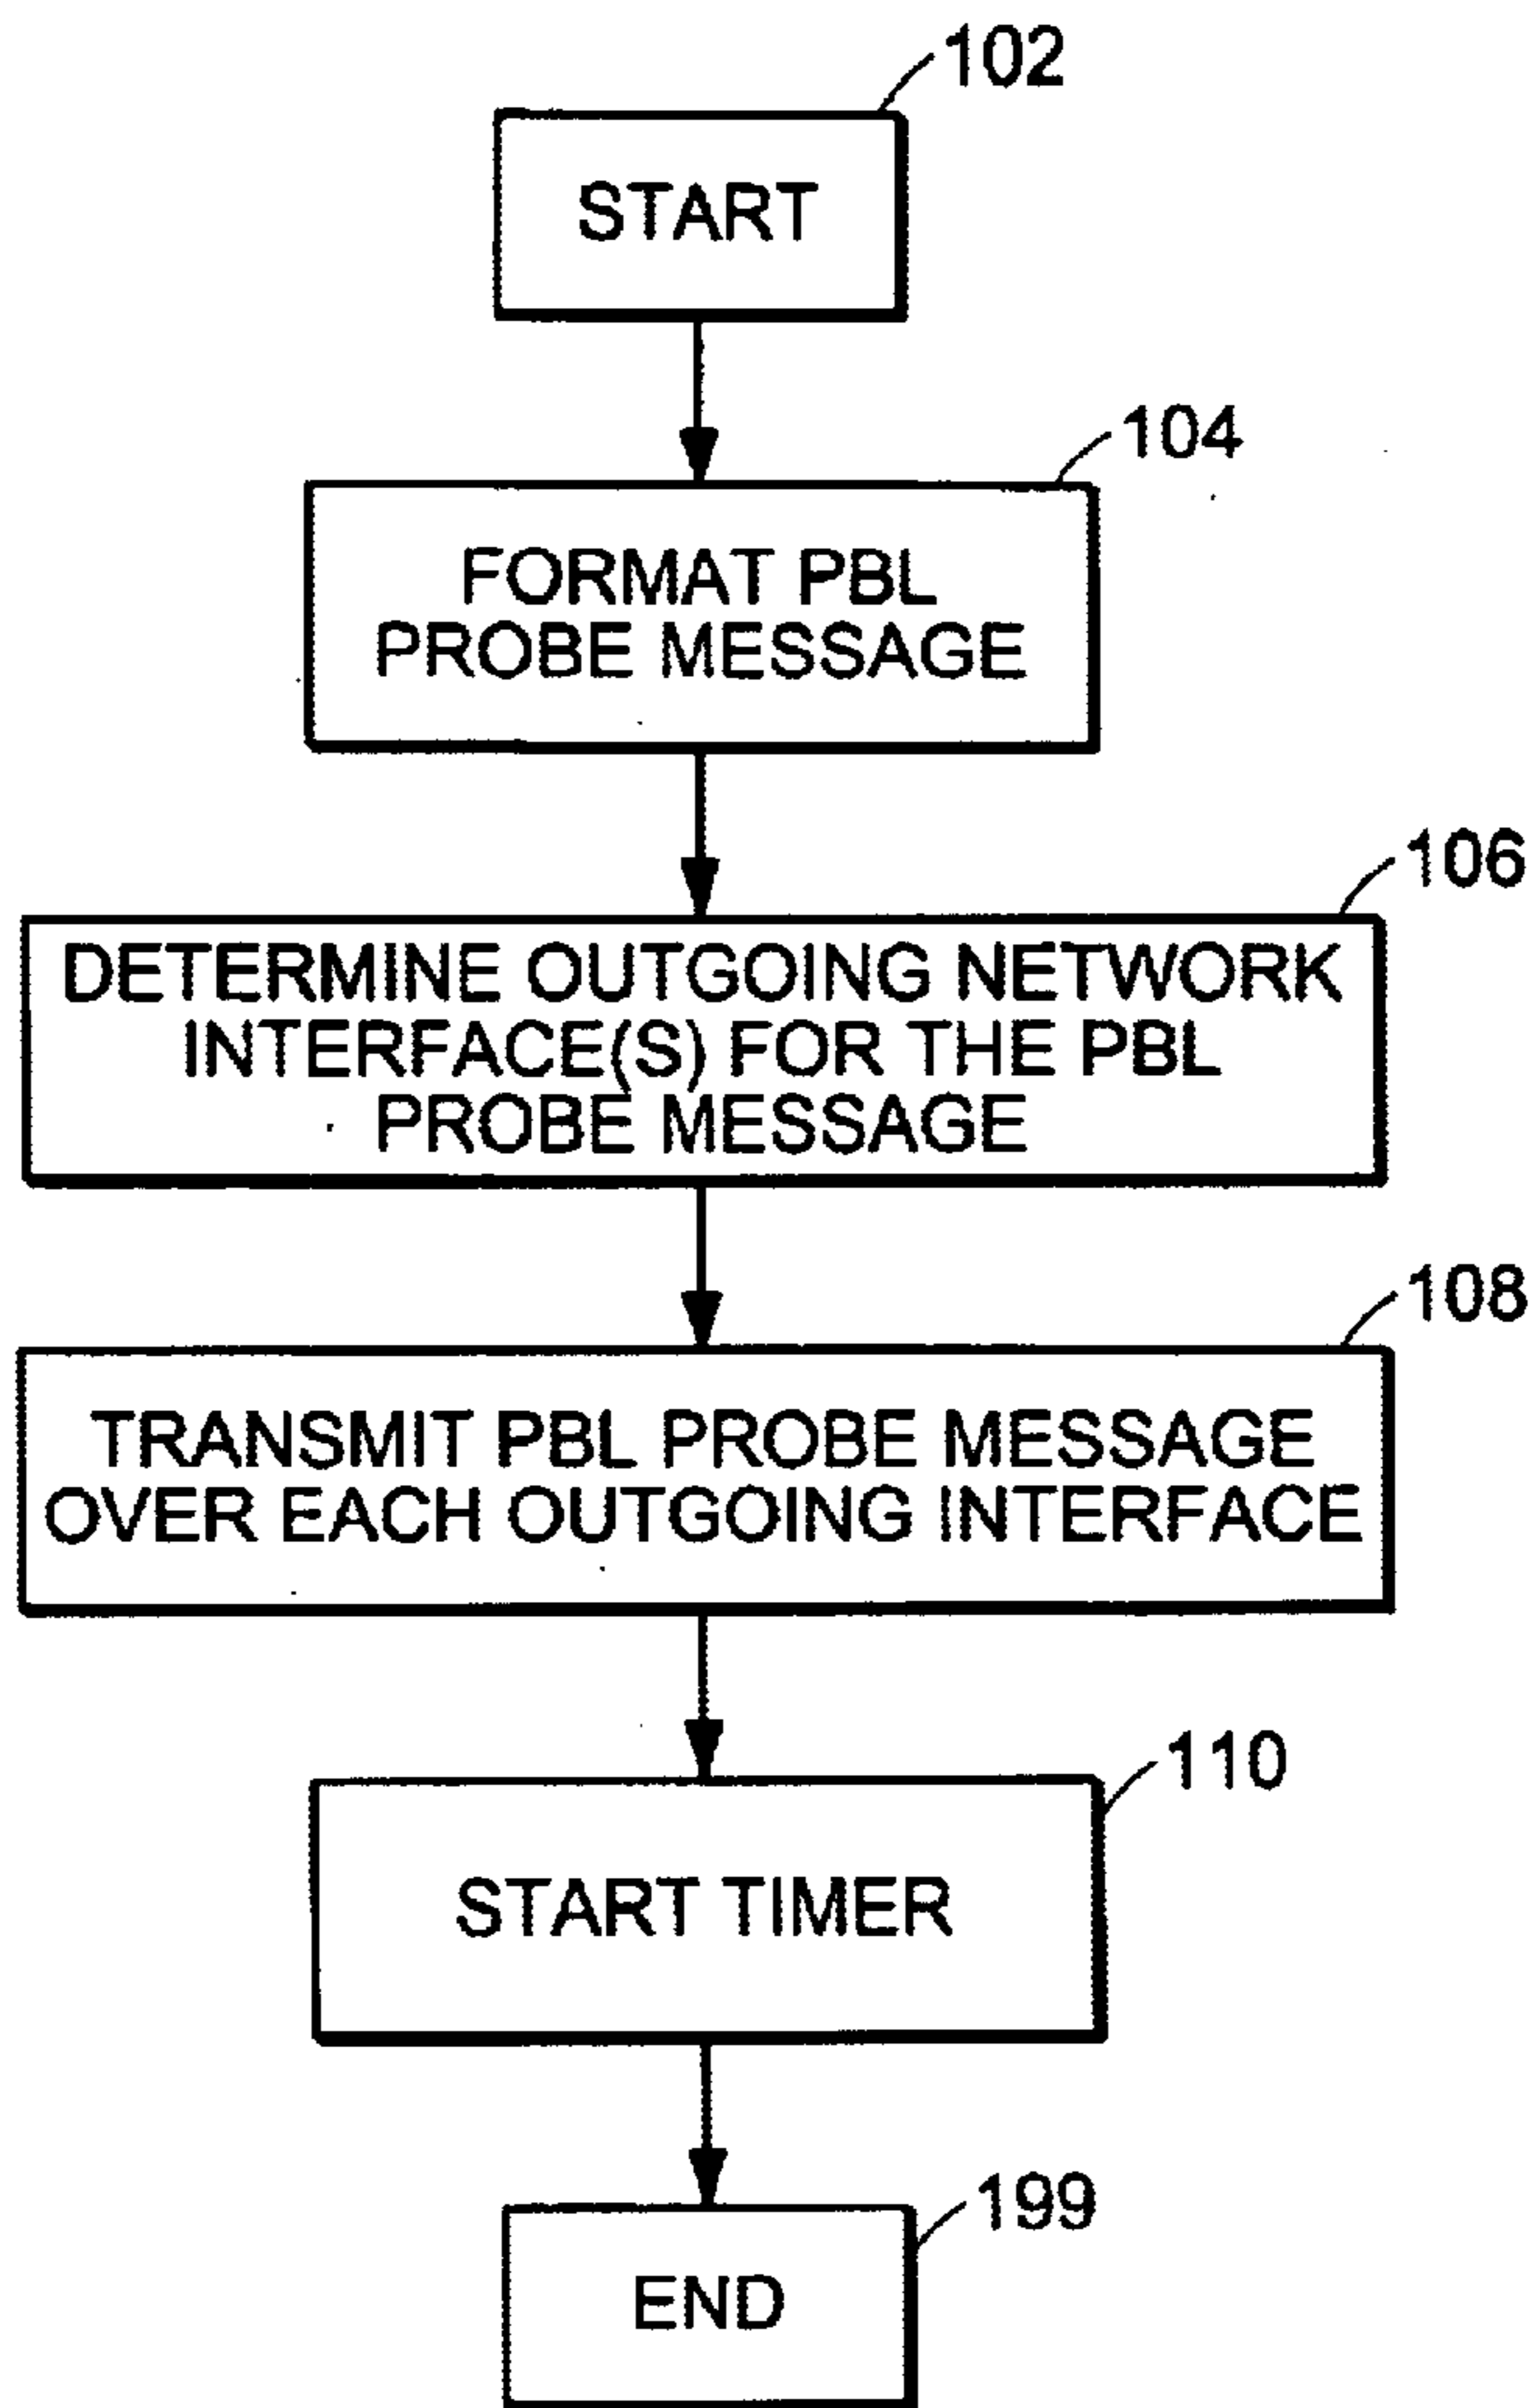 102
START
104
FORMAT PBL
PROBE MESSAGE
106
DETERMINE OUTGOING NETWORK
INTERFACE(S) FOR THE PBL
PROBE MESSAGE
108
TRANSMIT PBL PROBE MESSAGE
OVER EACH OUTGOING INTERFACE
110
START TIMER
199
END